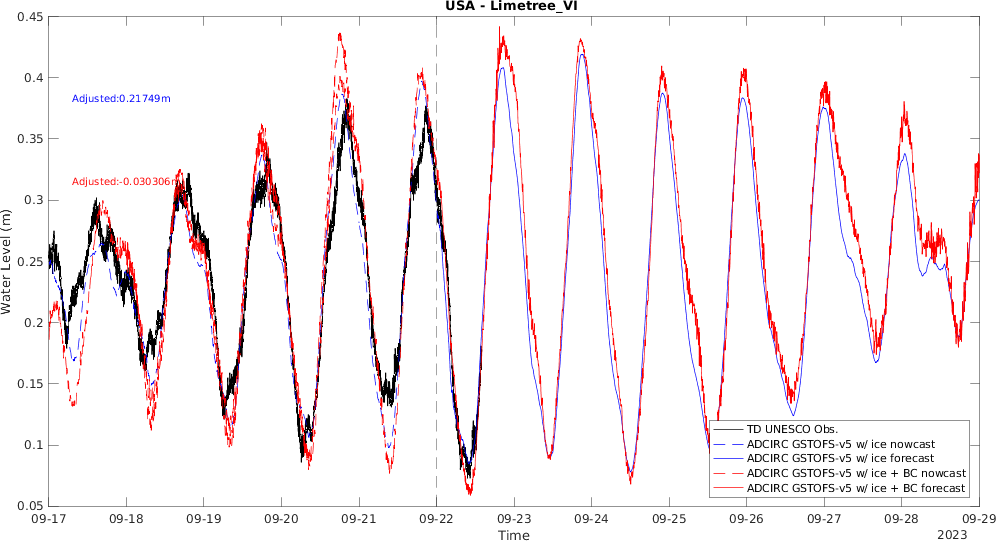 USA - Limetree_VI
0.45
0.4
0.35
0.3
0.25
0.2
0.15
0.1
0.05
Water Level (m)
Adjusted:0.21749m
Adjusted:-0.030306m
TD UNESCO Obs.
ADCIRC GSTOFS-v5 w/ ice nowcast
ADCIRC GSTOFS-v5 w/ ice forecast
ADCIRC GSTOFS-v5 w/ ice + BC nowcast
ADCIRC GSTOFS-v5 w/ ice + BC forecast
09-17 09-18 09-19 09-20 09-21 09-22 09-23 09-24 09-25 09-26 09-27 09-28 09-29
Time
2023